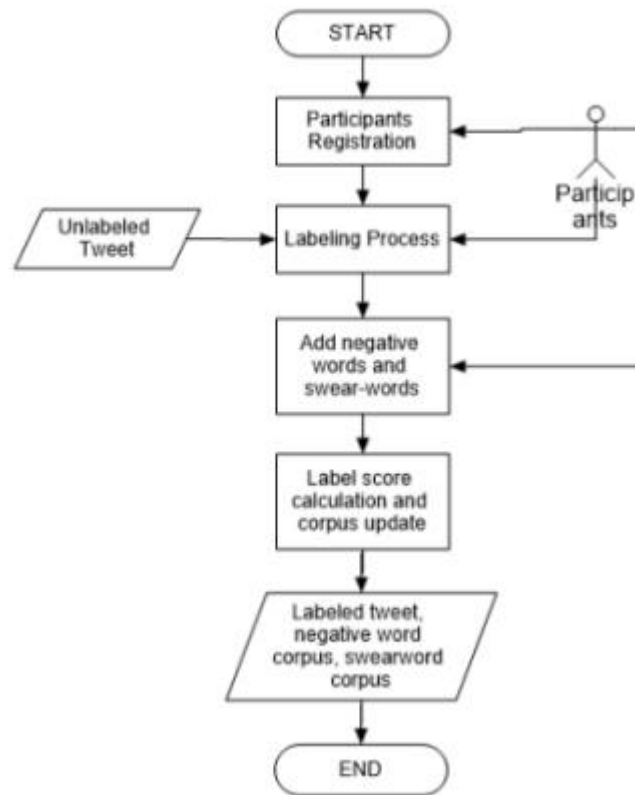 START
Participants
Registration
Particip
ants
Unlabeled
Tweet
Labeling Process
Add negative
words and
swear-words
Label score
calculation and
corpus update
Labeled tweet,
negative word
corpus, swearword
corpus
END